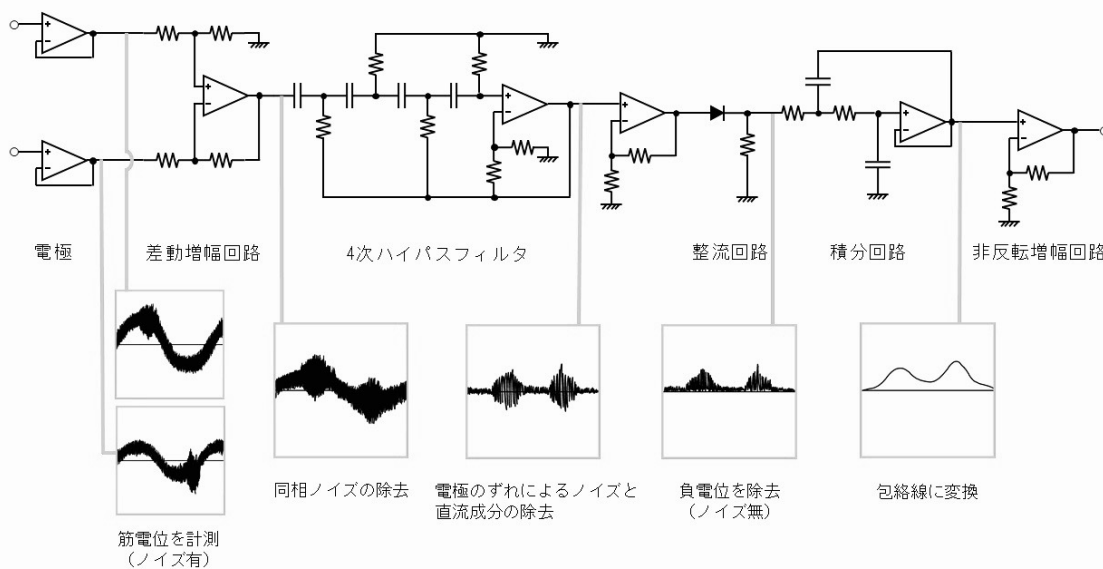 電極
差動増幅回路
4次ハイパスフィルタ
整流回路
積分回路
非反転増幅回路
同相ノイズの除去
電極のずれによるノイズと
直流成分の除去
負電位を除去
（ノイズ無）
包絡線に変換
筋電位を計測
（ノイズ有）